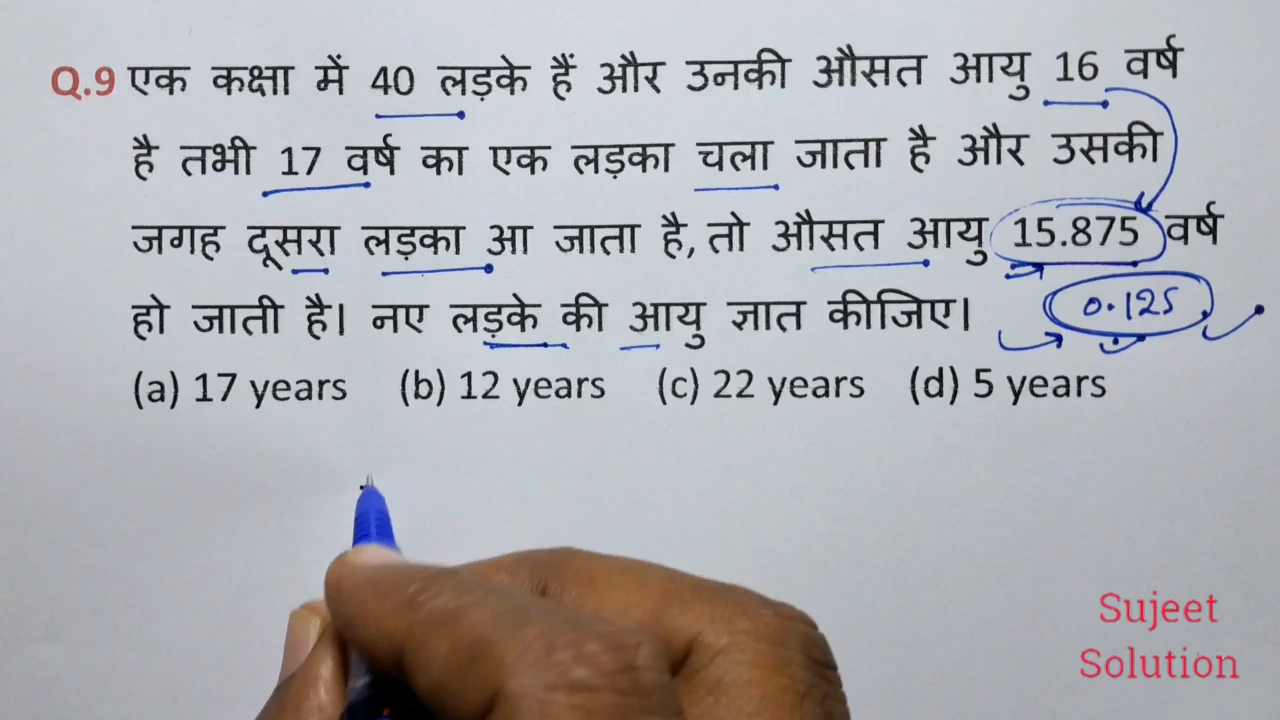 Q.9 एक कक्षा में 40 लड़के हैं और उनकी औसत आयु 16 वर्ष
है तभी 17 वर्ष का एक लड़का चला जाता है और उसकी
जगह दूसरा लड़का आ जाता है, तो औसत आयु 15.875 वर्ष
हो जाती है। नए लड़के की आयु ज्ञात कीजिए।
0.125
(a) 17 years (b) 12 years (c) 22 years (d) 5 years
Sujeet
Solution